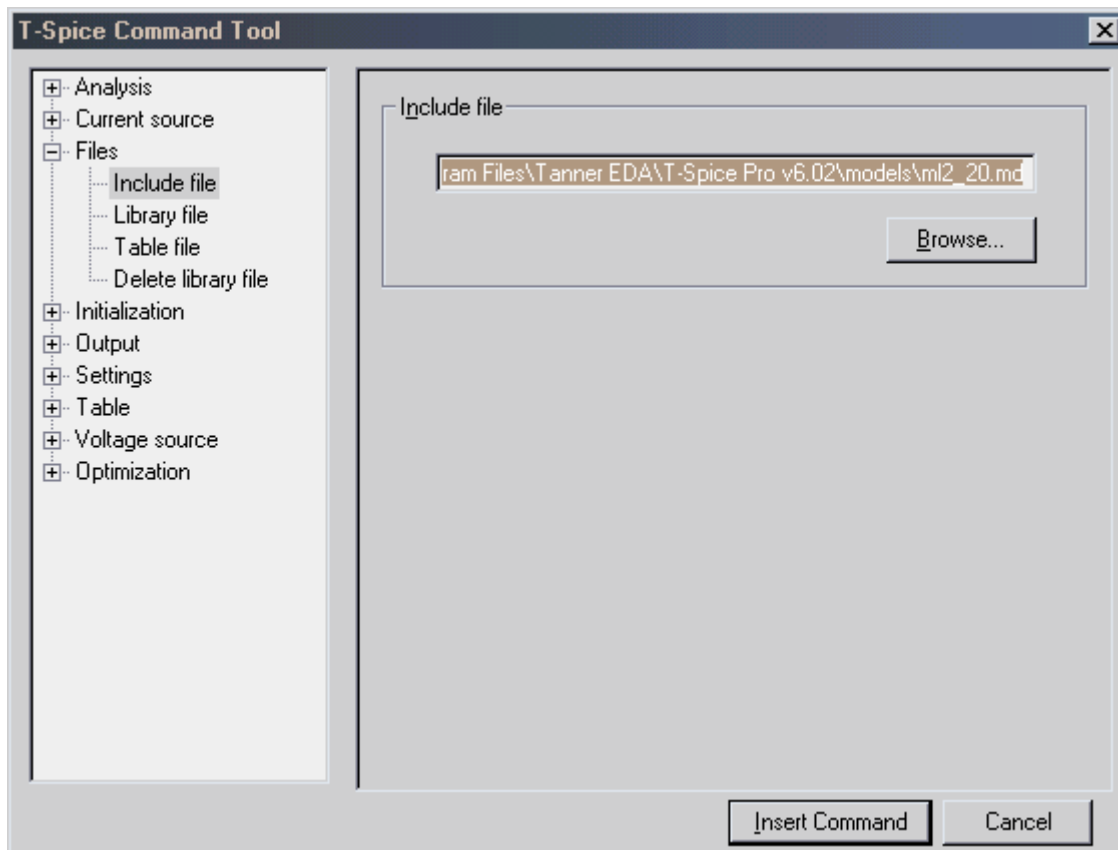 T-Spice Command Tool
Analysis
Current source
Files
Include file
Library file
Table file
Delete library file
Initialization
Output
Settings
Table
Voltage source
Optimization
Include file
ram Files\Tanner EDA\T-Spice Pro v6.02\models\ml2_20.md
Browse...
Insert Command
Cancel